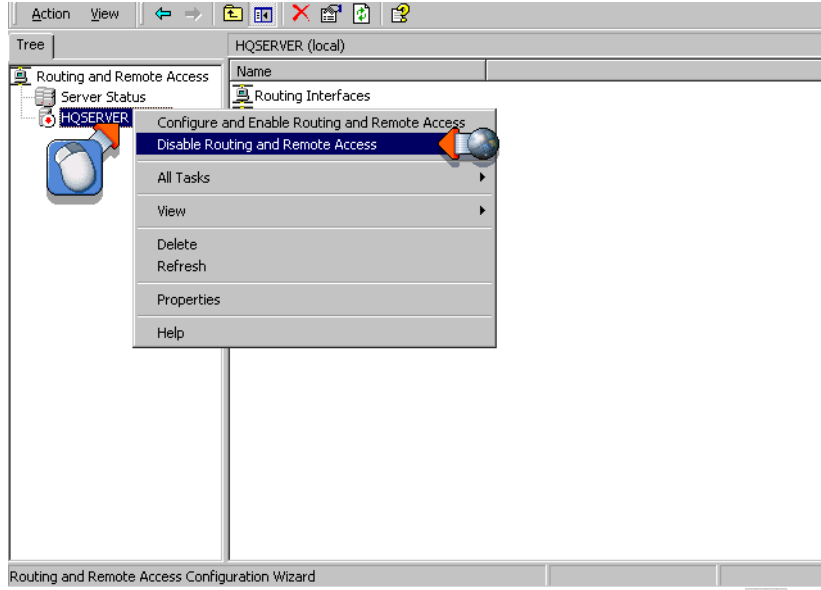 Action View
Tree
HQSERVER (local)
Routing and Remote Access
Name
Server Status
Routing Interfaces
HQSERVER
Configure and Enable Routing and Remote Access
Disable Routing and Remote Access
All Tasks
View
Delete
Refresh
Properties
Help
Routing and Remote Access Configuration Wizard